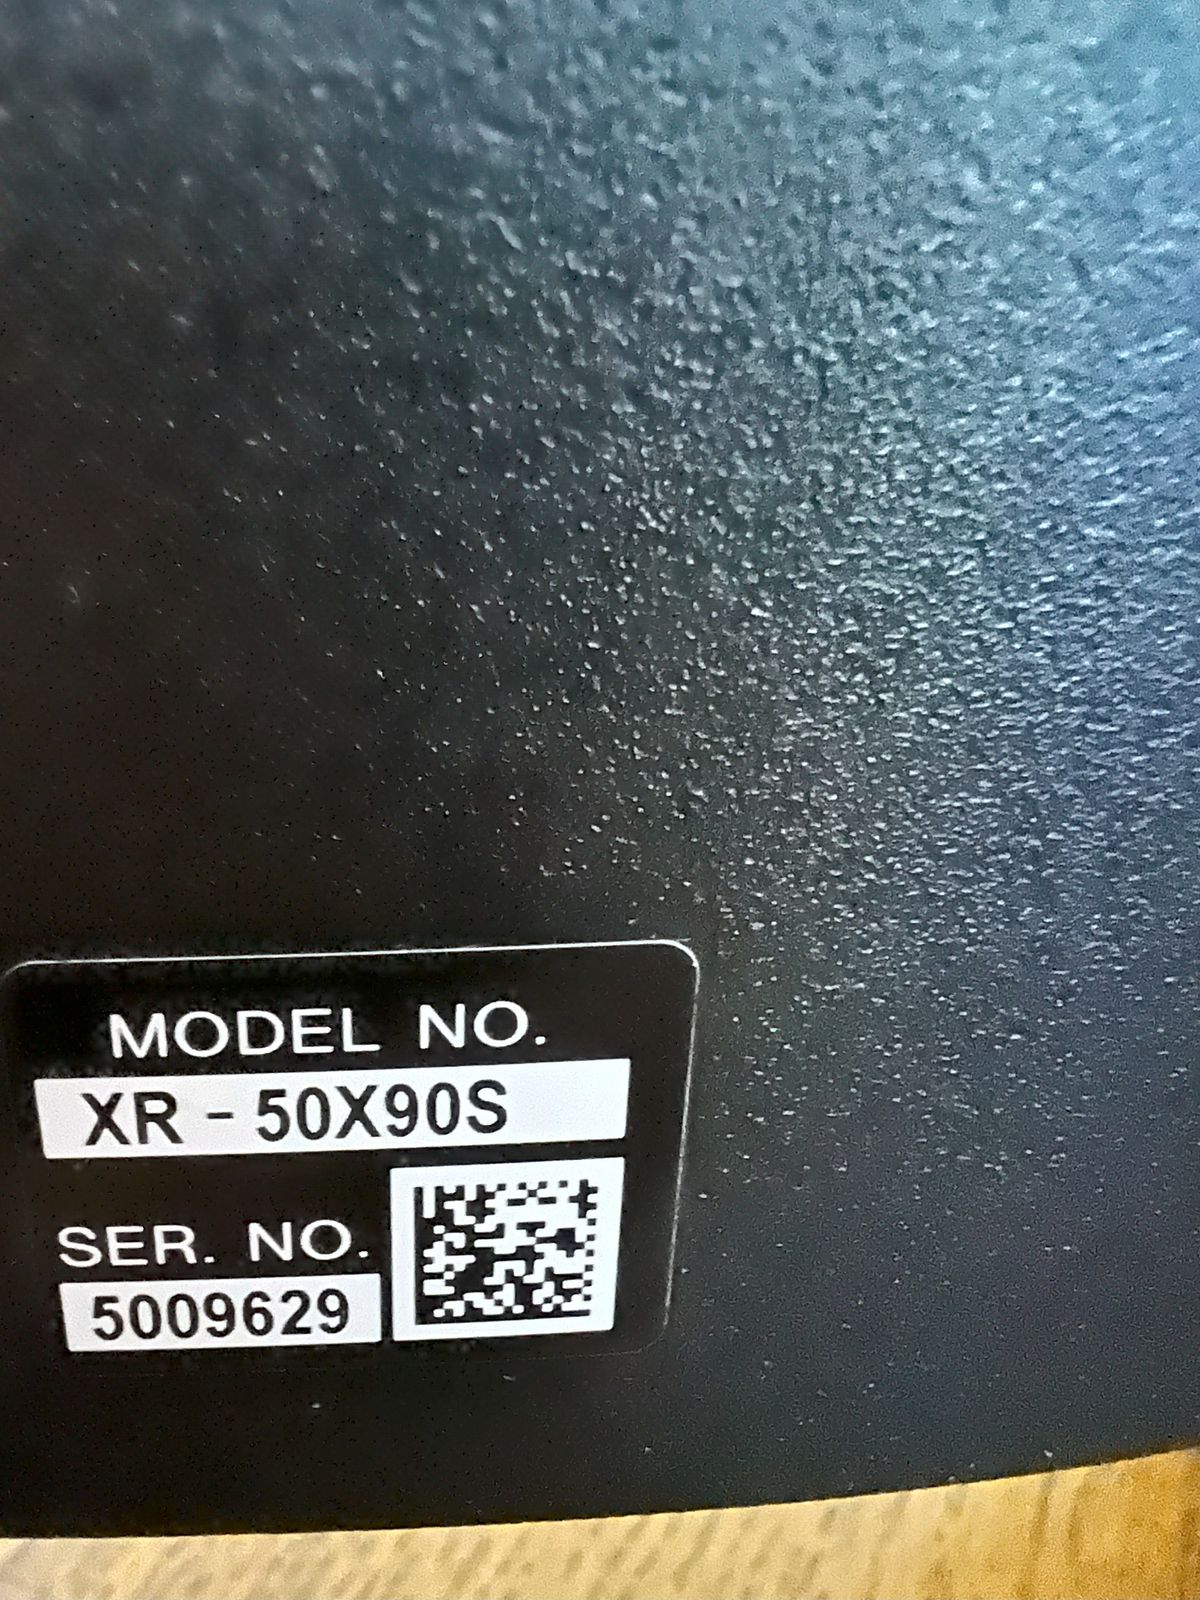 MODEL NO.
XR - 50X90S
SER. NO.
5009629